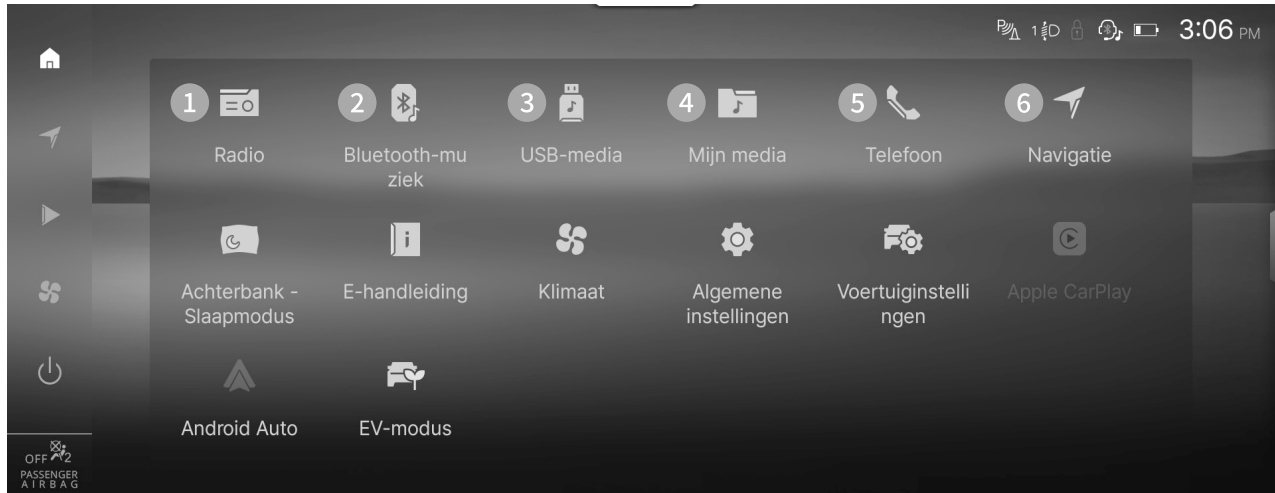 1 D 3:06 PM
1 2 3 4 5 6
Radio Bluetooth-mu USB-media Mijn media Telefoon Navigatie
ziek
Achterbank - E-handleiding Klimaat Algemene Voertuiginstelli Apple CarPlay
Slaapmodus instellingen ngen
Android Auto EV-modus
OFF 2
PASSENGER
AIRBAG